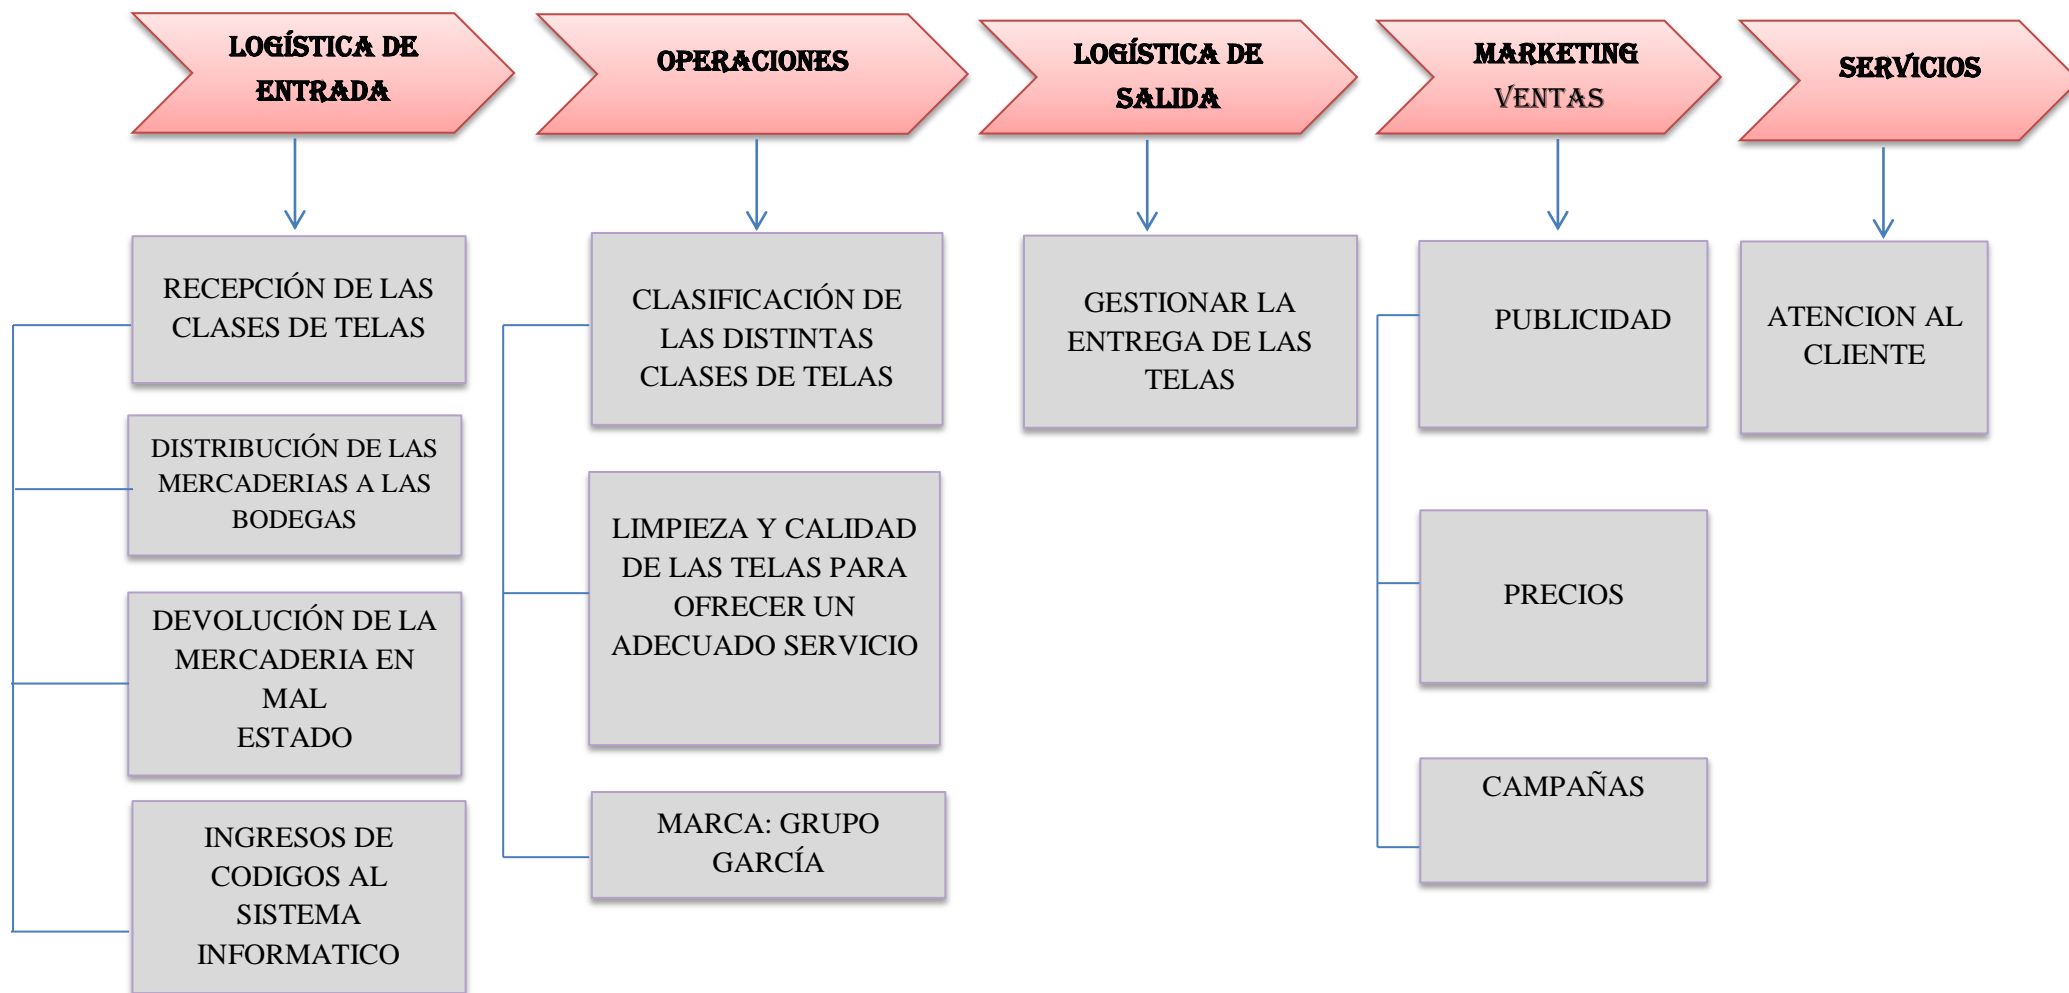 LOGÍSTICA DE
ENTRADA
OPERACIONES
LOGÍSTICA DE
SALIDA
MARKETING
VENTAS
SERVICIOS
RECEPCIÓN DE LAS
CLASES DE TELAS
DISTRIBUCIÓN DE LAS
MERCADERIAS A LAS
BODEGAS
DEVOLUCIÓN DE LA
MERCADERIA EN
MAL
ESTADO
INGRESOS DE
CODIGOS AL
SISTEMA
INFORMATICO
CLASIFICACIÓN DE
LAS DISTINTAS
CLASES DE TELAS
LIMPIEZA Y CALIDAD
DE LAS TELAS PARA
OFRECER UN
ADECUADO SERVICIO
MARCA: GRUPO
GARCÍA
GESTIONAR LA
ENTREGA DE LAS
TELAS
PUBLICIDAD
PRECIOS
CAMPAÑAS
ATENCION AL
CLIENTE